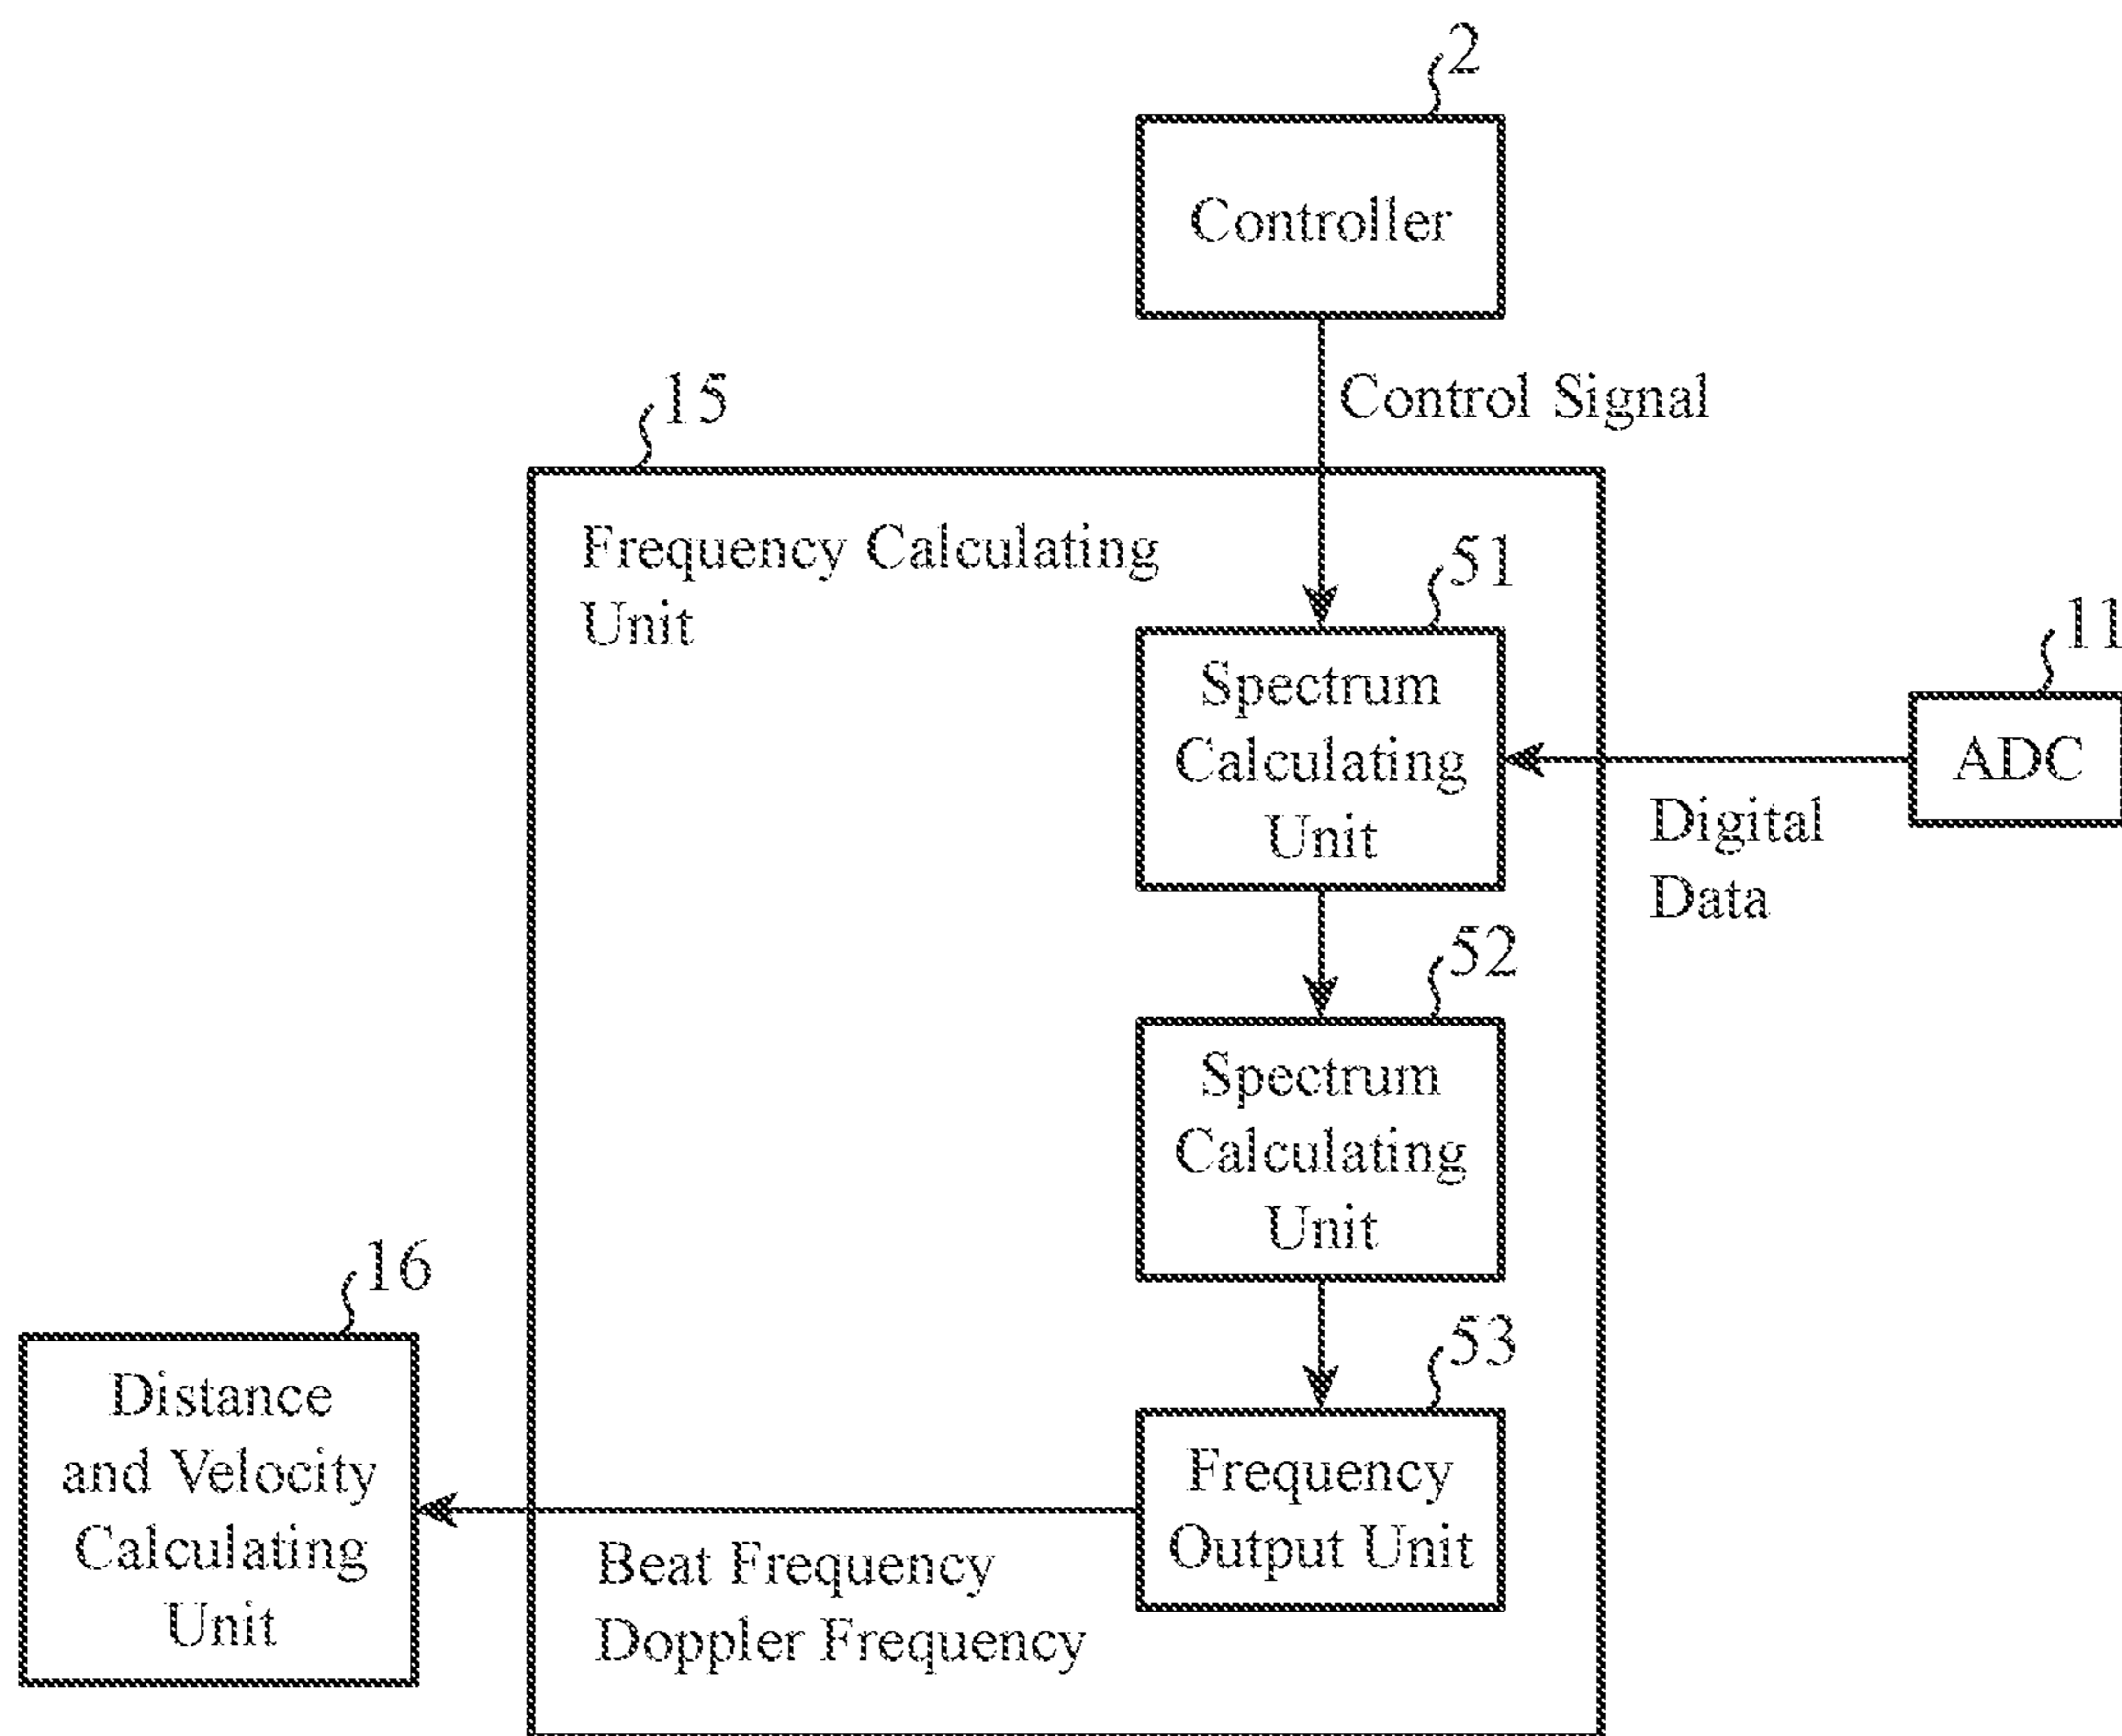 2
Controller
Control Signal
15
Frequency Calculating
Unit
51
Spectrum
Calculating
Unit
11
ADC
Digital
Data
52
Spectrum
Calculating
Unit
16
Distance
and Velocity
Calculating
Unit
53
Frequency
Output Unit
Beat Frequency
Doppler Frequency